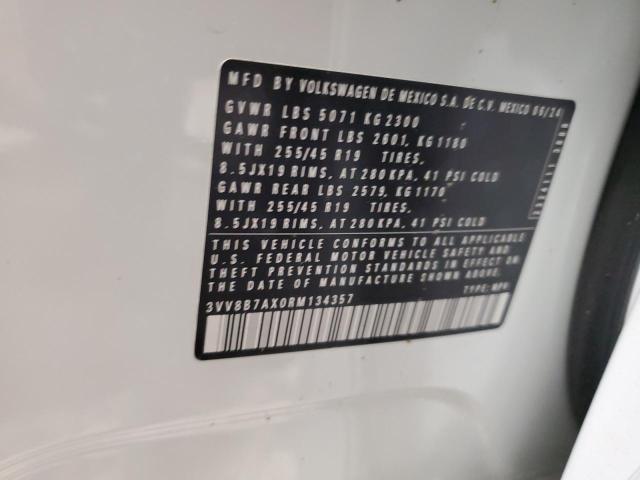 MFD BY VOLKSWAGEN DE MEXICO S.A. DE C.V. MEXICO 06/24
GVWR LBS 5071 KG 2300
GAWR FRONT LBS 2601, KG 1180
WITH 255/45 R19 TIRES,
8.5JX19 RIMS, AT 280 KPA, 41 PSI COLD
GAWR REAR LBS 2579, KG 1170
WITH 255/45 R19 TIRES,
8.5JX19 RIMS, AT 280 KPA, 41 PSI COLD
THIS VEHICLE CONFORMS TO ALL APPLICABLE
U.S. FEDERAL MOTOR VEHICLE SAFETY AND
THEFT PREVENTION STANDARDS IN EFFECT ON
THE DATE OF MANUFACTURE SHOWN ABOVE.
3VV8B7AX0RM134357 TYPE: MPV